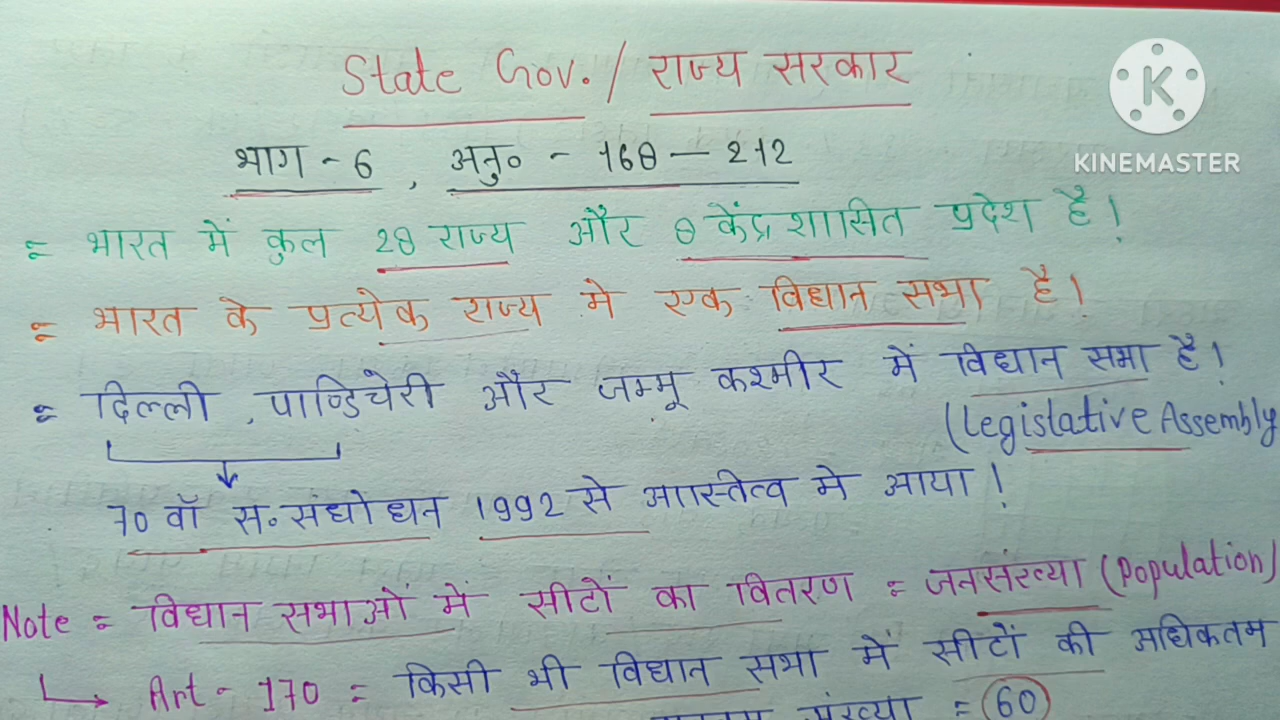 State Gov. / राज्य सरकार
K
KINEMASTER
भाग - 6 , अनु० - 168 - 212
= भारत में कुल 28 राज्य और 8 केंद्रशासित प्रदेश है !
= भारत के प्रत्येक राज्य मे एक विधान सभा है ।
= दिल्ली , पाण्डिचेरी और जम्मू कश्मीर में विधान सभा है ।
(Legislative Assembly
70 वॉ स. संघोधन 1992 से मे आया !
Note = विधान सभाओं में सीटों का वितरण = जनसंख्या (Population)
Art - 170 = किसी भी विधान सभा में सीटों की अधिकतम
संख्या = 60